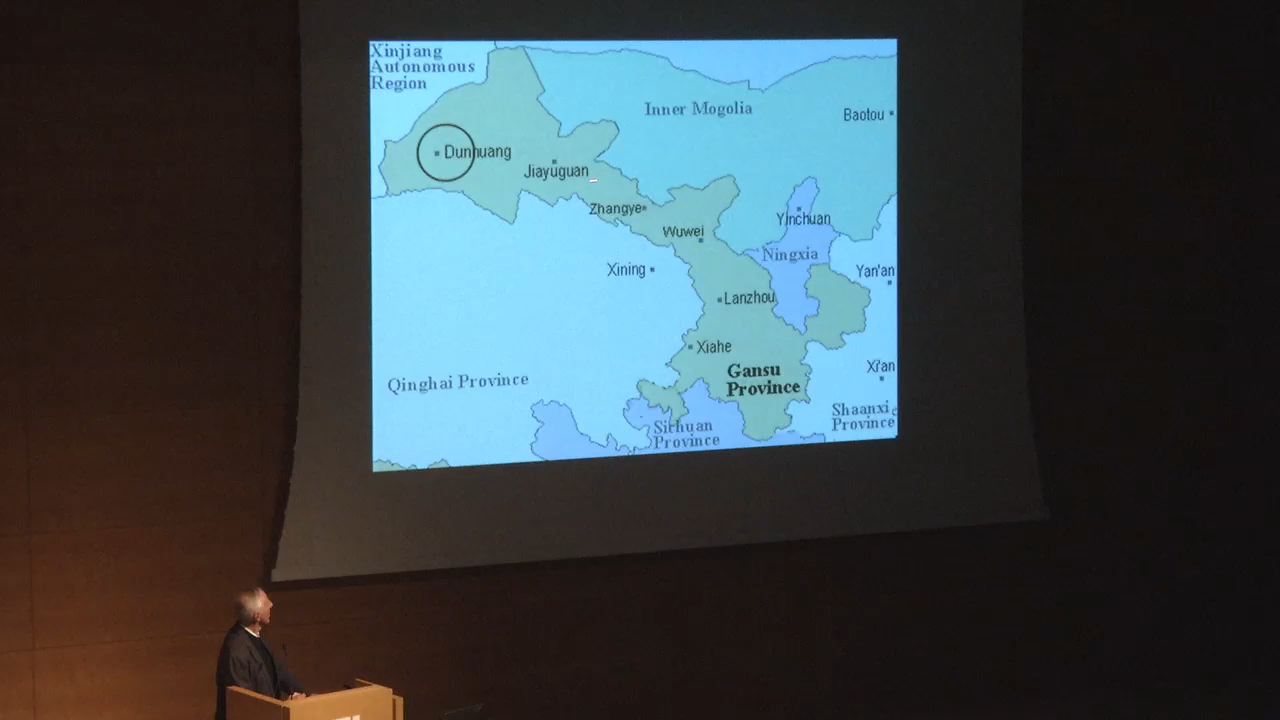 Xinjiang
Autonomous
Region
Inner Mogolia
Baotou
Dunhuang
Jiayuguan
Zhangye
Wuwei
Yinchuan
Ningxia
Xining
Yan'an
Lanzhou
Xiahe
Gansu
Province
Xi'an
Qinghai Province
Shaanxi
Province
Sichuan
Province